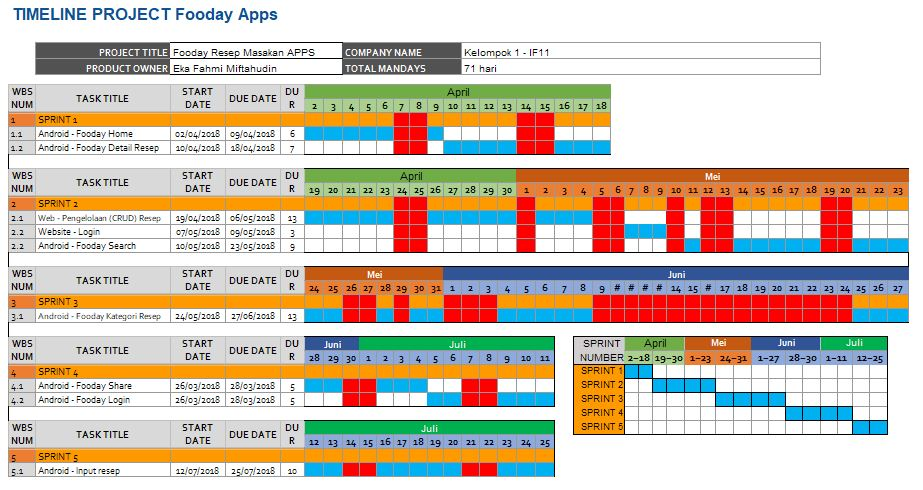 TIMELINE PROJECT Fooday Apps
PROJECT TITLE Fooday Resep Masakan APPS COMPANY NAME Kelompok 1 - IF11
PRODUCT OWNER Eka Fahmi Miftahudin TOTAL MANDAYS 71 hari
WBS NUM TASK TITLE START DATE DUE DATE DU R April
2 3 4 5 6 7 8 9 10 11 12 13 14 15 16 17 18
1 SPRINT 1
1.1 Android - Fooday Home 02/04/2018 09/04/2018 6
1.2 Android - Fooday Detail Resep 10/04/2018 18/04/2018 7
WBS NUM TASK TITLE START DATE DUE DATE DU R April Mei
19 20 21 22 23 24 25 26 27 28 29 30 1 2 3 4 5 6 7 8 9 10 11 12 13 14 15 16 17 18 19 20 21 22 23
2 SPRINT 2
2.1 Web - Pengelolaan (CRUD) Resep 19/04/2018 06/05/2018 13
2.2 Website - Login 07/05/2018 09/05/2018 3
2.2 Android - Fooday Search 10/05/2018 23/05/2018 9
WBS NUM TASK TITLE START DATE DUE DATE DU R Mei Juni
24 25 26 27 28 29 30 31 1 2 3 4 5 6 7 8 9 # # # # 14 15 # 17 18 19 20 21 22 23 24 25 26 27
3 SPRINT 3
3.1 Android - Fooday Kategori Resep 24/05/2018 27/06/2018 13
WBS NUM TASK TITLE START DATE DUE DATE DU R Juni Juli
28 29 30 1 2 3 4 5 6 7 8 9 10 11
4 SPRINT 4
4.1 Android - Fooday Share 26/03/2018 28/03/2018 5
4.2 Android - Fooday Login 26/03/2018 28/03/2018 5
SPRINT NUMBER April Mei Juni Juli
2-18 19-30 1-23 24-31 1-27 28-30 1-11 12-25
SPRINT 1
SPRINT 2
SPRINT 3
SPRINT 4
SPRINT 5
WBS NUM TASK TITLE START DATE DUE DATE DU R Juli
12 13 14 15 16 17 18 19 20 21 22 23 24 25
5 SPRINT 5
5.1 Android - Input resep 12/07/2018 25/07/2018 10